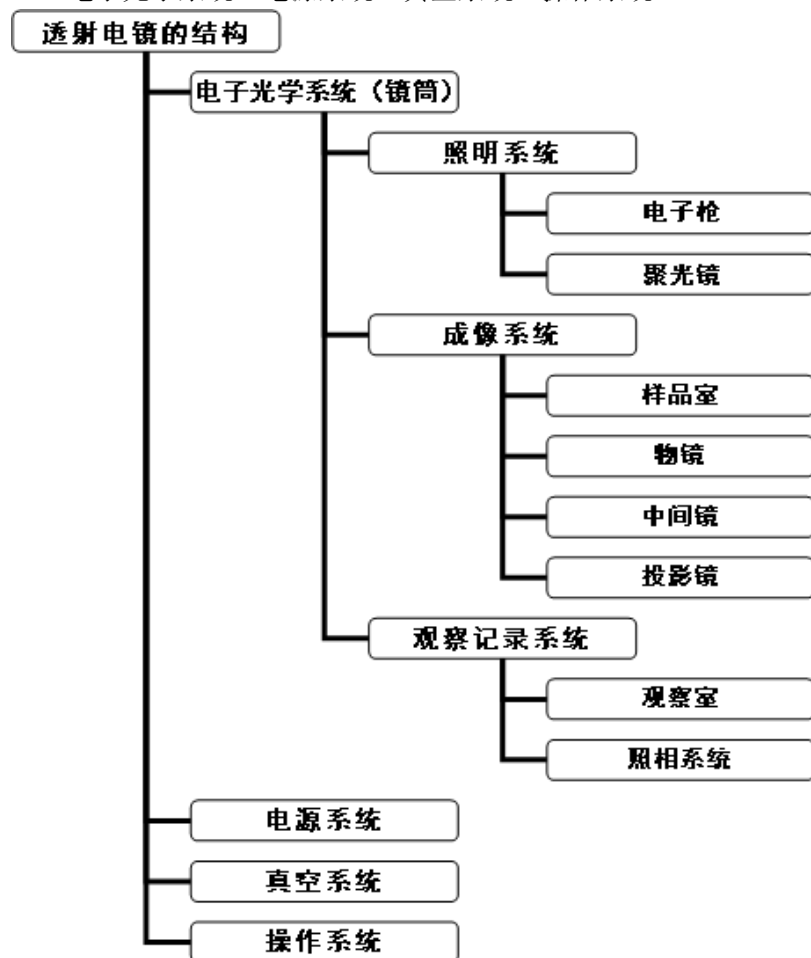 透射电镜的结构
电子光学系统（镜筒）
照明系统
电子枪
聚光镜
成像系统
样品室
物镜
中间镜
投影镜
观察记录系统
观察室
照相系统
电源系统
真空系统
操作系统